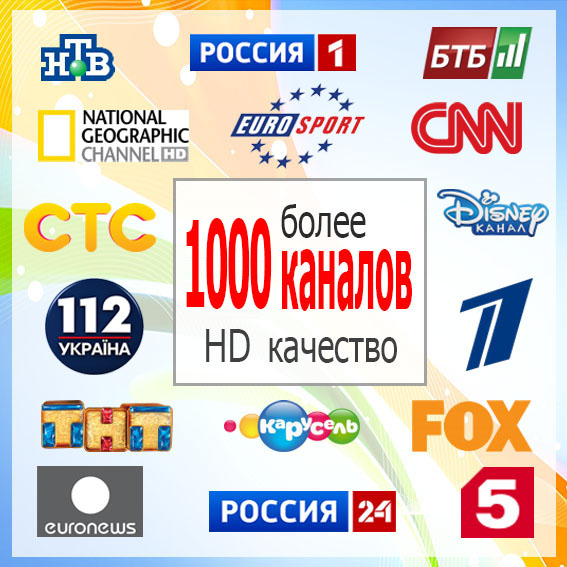 НТВ
РОССИЯ 1
БТБ
NATIONAL
GEOGRAPHIC
CHANNEL HD
EUROSPORT
CNN
СТС
более
1000 каналов
HD качество
Disney
КАНАЛ
112
УКРАЇНА
1
ТНТ
Карусель
FOX
euronews
РОССИЯ 24
5